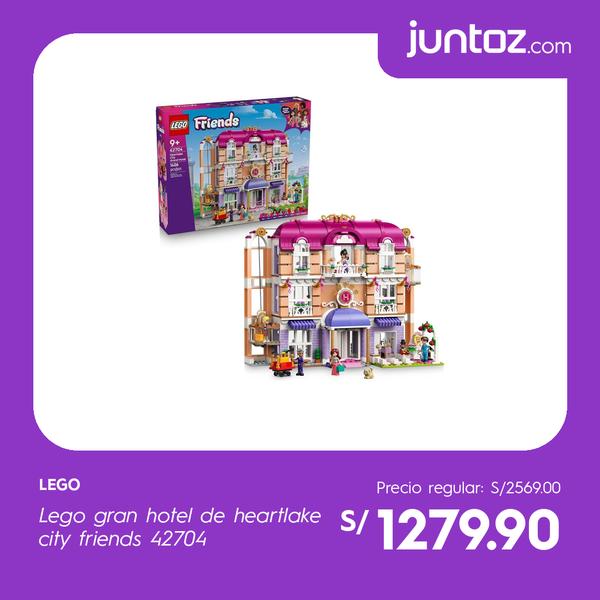 juntoz.com
LEGO
Friends
9+
42704
LEGO
Precio regular: S/2569.00
Lego gran hotel de heartlake
city friends 42704
S/1279.90